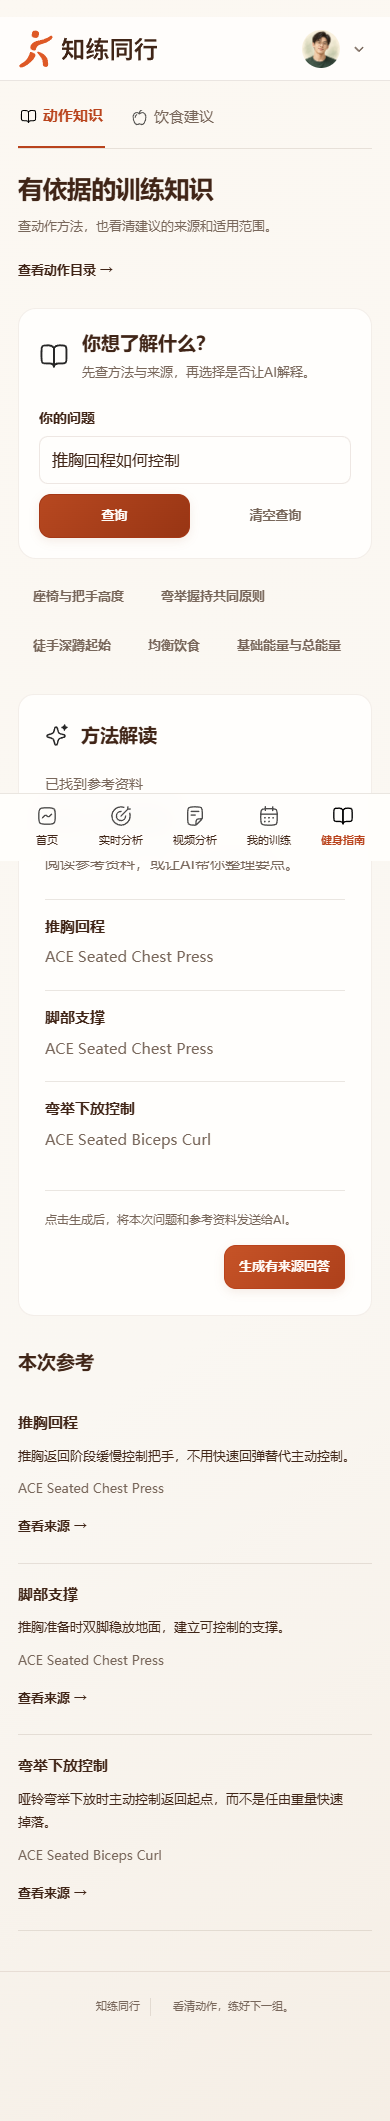 知练同行
动作知识
饮食建议
有依据的训练知识
查动作方法，也看清建议的来源和适用范围。
查看动作目录 →
你想了解什么？
先查方法与来源，再选择是否让AI解释。
你的问题
推胸回程如何控制
查询
清空查询
座椅与把手高度
弯举握持共同原则
徒手深蹲起始
均衡饮食
基础能量与总能量
方法解读
已找到参考资料
首页
实时分析
视频分析
我的训练
健身指南
阅读参考资料，或让AI帮你整理要点。
推胸回程
ACE Seated Chest Press
脚部支撑
ACE Seated Chest Press
弯举下放控制
ACE Seated Biceps Curl
点击生成后，将本次问题和参考资料发送给AI。
生成有来源回答
本次参考
推胸回程
推胸返回阶段缓慢控制把手，不用快速回弹替代主动控制。
ACE Seated Chest Press
查看来源 →
脚部支撑
推胸准备时双脚稳放地面，建立可控制的支撑。
ACE Seated Chest Press
查看来源 →
弯举下放控制
哑铃弯举下放时主动控制返回起点，而不是任由重量快速
掉落。
ACE Seated Biceps Curl
查看来源 →
知练同行
看清动作，练好下一组。